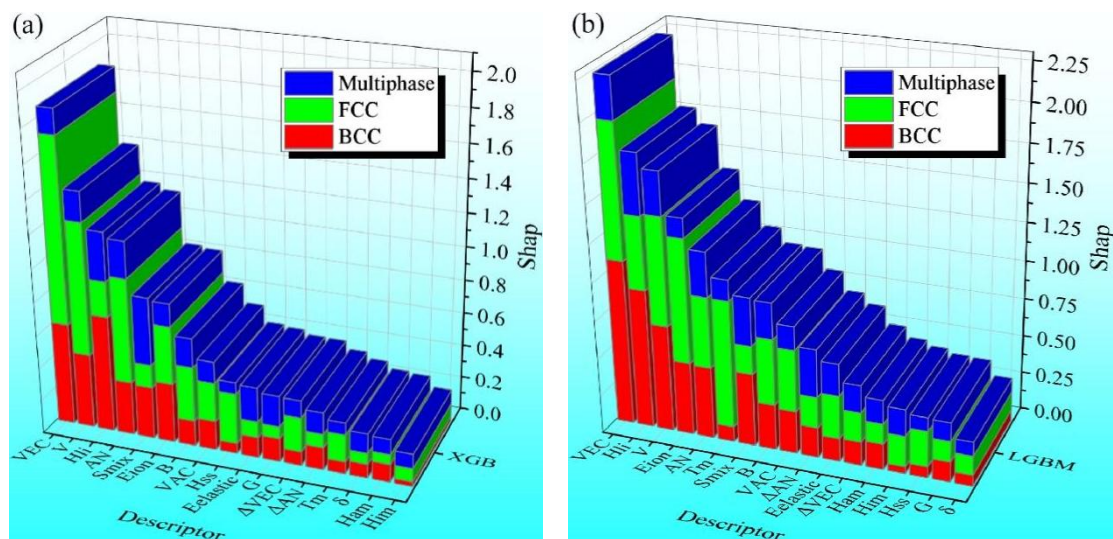 (a)
Multiphase
FCC
BCC
2.0
1.8
1.6
1.4
1.2
1.0
0.8
0.6
0.4
0.2
0.0
Shap
VEC
V
Hli
AN
Smix
Eion
B
VAC
Hss
Eelastic
G
ΔVEC
ΔAN
Tm
δ
Ham
Him
XGB
Descriptor
(b)
Multiphase
FCC
BCC
2.25
2.00
1.75
1.50
1.25
1.00
0.75
0.50
0.25
0.00
Shap
VEC
Hli
V
Eion
AN
Tm
Smix
B
VAC
ΔAN
Eelastic
ΔVEC
Ham
Him
Hss
G
δ
LGBM
Descriptor